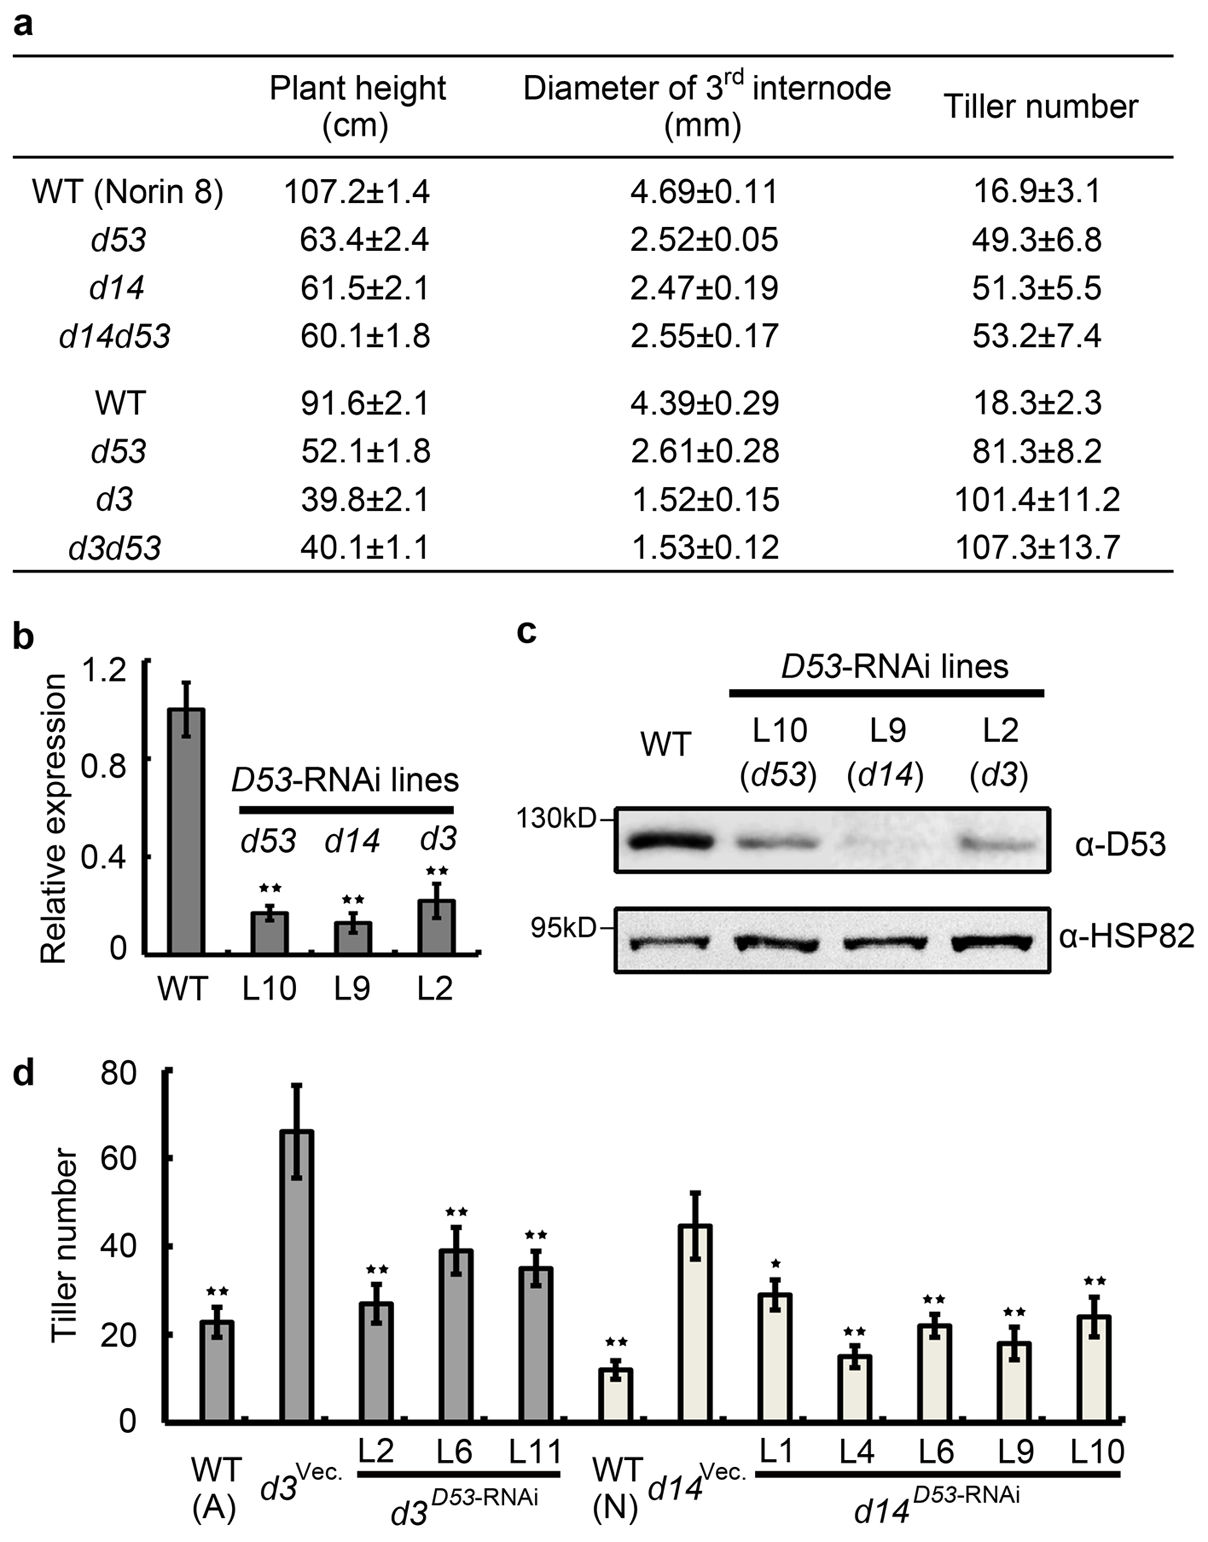 a
Plant height (cm) Diameter of 3rd internode (mm) Tiller number
WT (Norin 8) 107.2±1.4 4.69±0.11 16.9±3.1
d53 63.4±2.4 2.52±0.05 49.3±6.8
d14 61.5±2.1 2.47±0.19 51.3±5.5
d14d53 60.1±1.8 2.55±0.17 53.2±7.4
WT 91.6±2.1 4.39±0.29 18.3±2.3
d53 52.1±1.8 2.61±0.28 81.3±8.2
d3 39.8±2.1 1.52±0.15 101.4±11.2
d3d53 40.1±1.1 1.53±0.12 107.3±13.7
b
Relative expression
1.2
0.8
0.4
0
D53-RNAi lines
d53 d14 d3
** ** **
WT L10 L9 L2
c
D53-RNAi lines
WT L10 L9 L2
(d53) (d14) (d3)
130kD
α-D53
95kD
α-HSP82
d
Tiller number
80
60
40
20
0
** ** ** ** ** * ** ** ** **
L2 L6 L11 L1 L4 L6 L9 L10
WT (A) d3Vec. d3D53-RNAi WT (N) d14Vec. d14D53-RNAi